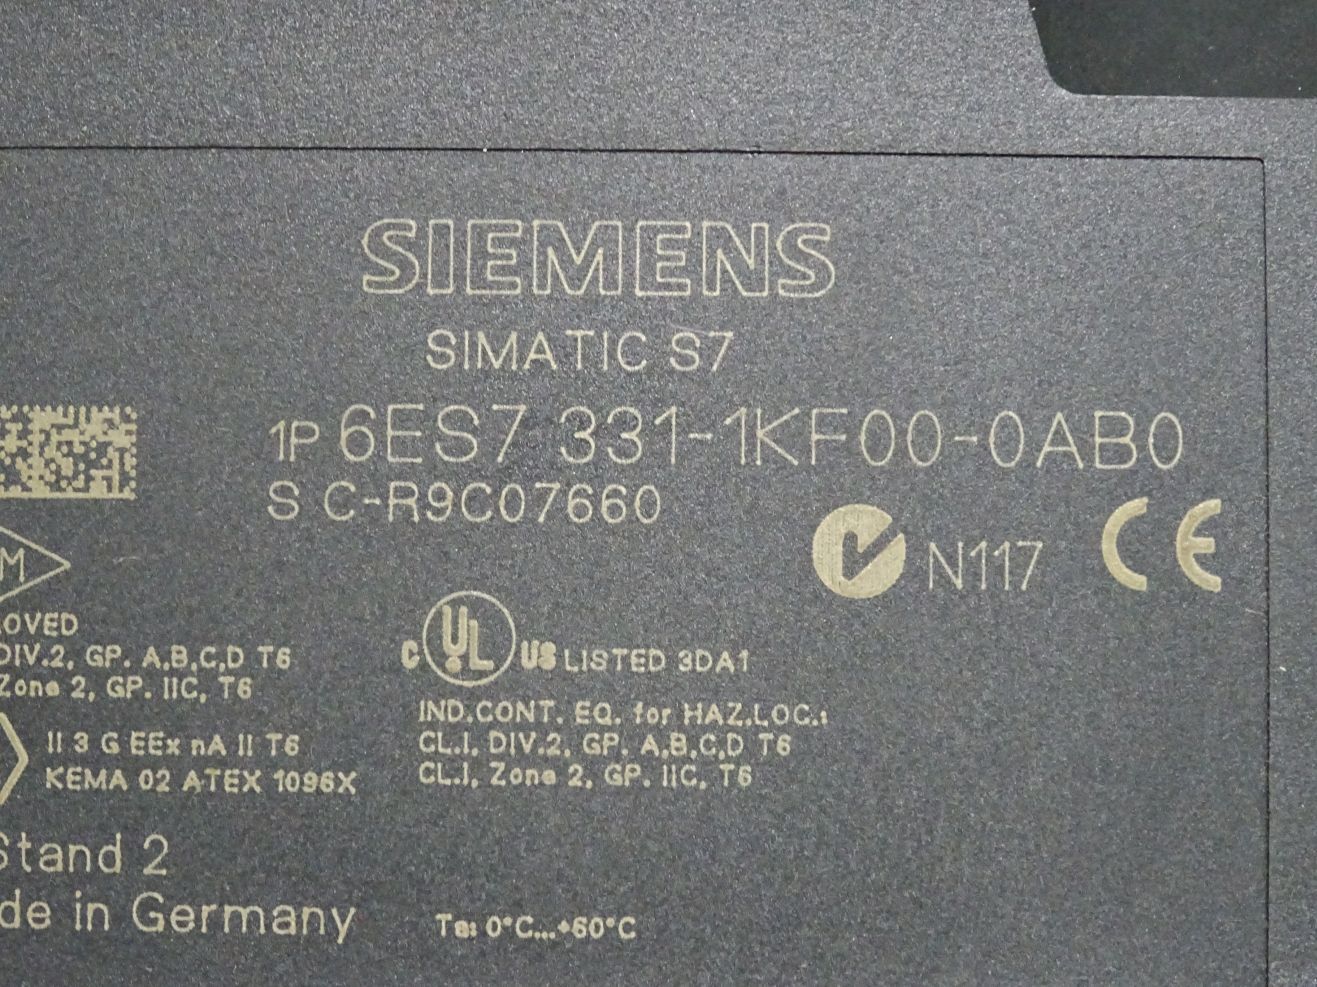 SIEMENS
SIMATIC S7
1P 6ES7 331-1KF00-0AB0
S C-R9C07660
N117 CE
M
OVED
DIV.2, GP. A,B,C,D T6
Zone 2, GP. IIC, T6
II 3 G EEx nA II T6
KEMA 02 ATEX 1096X
C UL US LISTED 3DA1
IND.CONT. EQ. for HAZ.LOC.:
CL.I, DIV.2, GP. A,B,C,D T6
CL.I, Zone 2, GP. IIC, T6
Stand 2
de in Germany
Ta: 0°C...+60°C